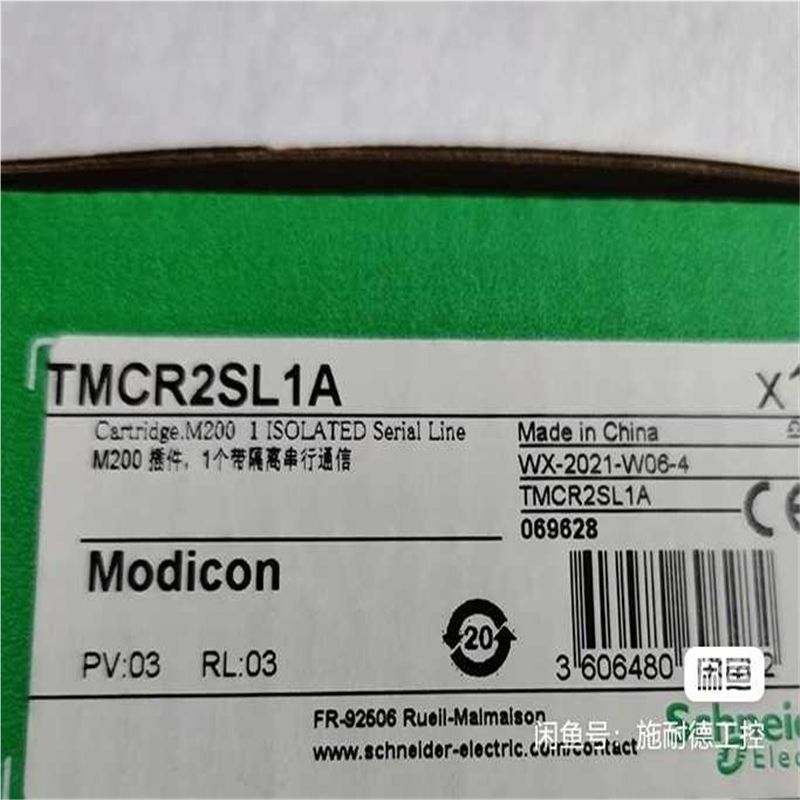 TMCR2SL1A
X1
Cartridge.M200 1 ISOLATED Serial Line
M200 插件，1个带隔离串行通信
Made in China
WX-2021-W06-4
TMCR2SL1A
069628
CE
Modicon
20
PV:03 RL:03
3 606480 2
闲鱼
FR-92506 Rueil-Malmaison
www.schneider-electric.com/contact
闲鱼号：施耐德工控
Schneid
Elec